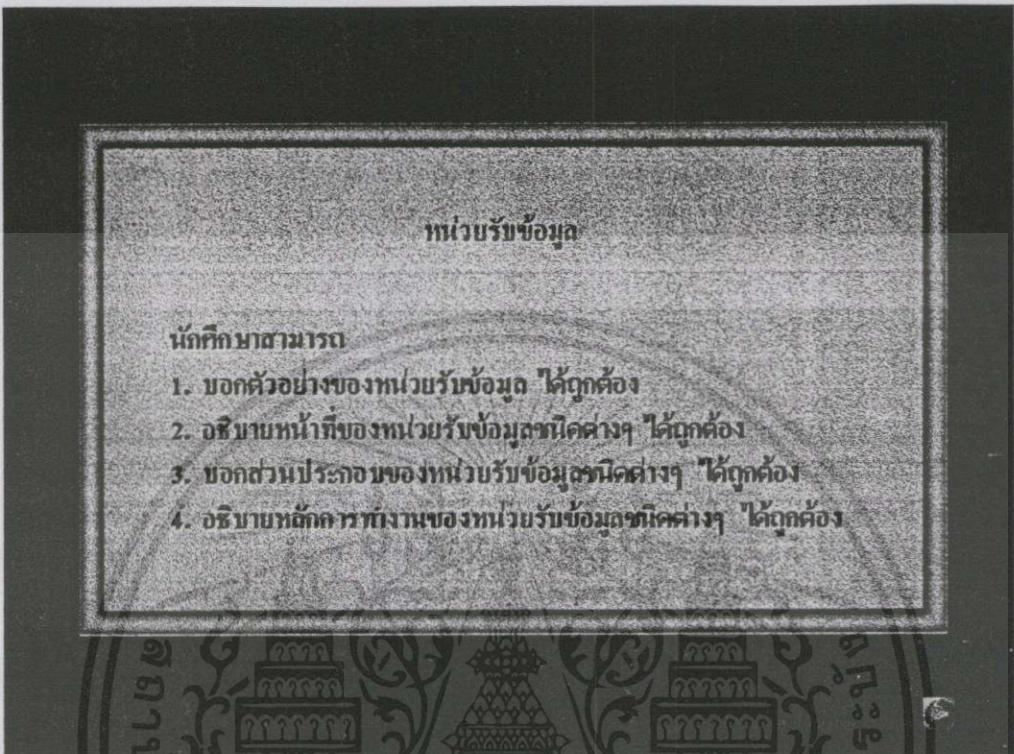 หน่วยรับข้อมูล
นักศึกษาสามารถ
1. บอกตัวอย่างของหน่วยรับข้อมูล ได้ถูกต้อง
2. อธิบายหน้าที่ของหน่วยรับข้อมูลชนิดต่างๆ ได้ถูกต้อง
3. บอกส่วนประกอบของหน่วยรับข้อมูลชนิดต่างๆ ได้ถูกต้อง
4. อธิบายหลักการทำงานของหน่วยรับข้อมูลชนิดต่างๆ ได้ถูกต้อง